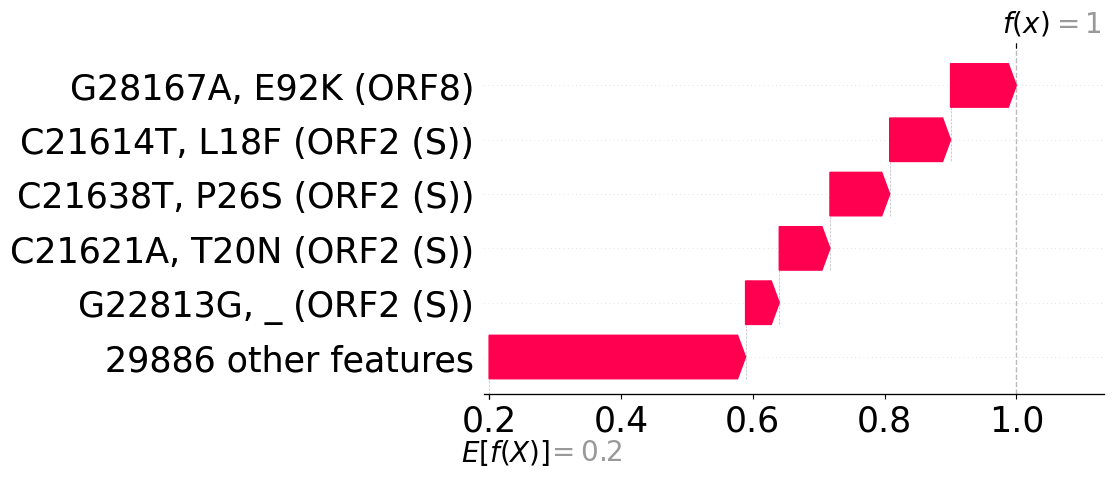 f(x) = 1
G28167A, E92K (ORF8)
C21614T, L18F (ORF2 (S))
C21638T, P26S (ORF2 (S))
C21621A, T20N (ORF2 (S))
G22813G, _ (ORF2 (S))
29886 other features
0.2 0.4 0.6 0.8 1.0
E[f(X)] = 0.2